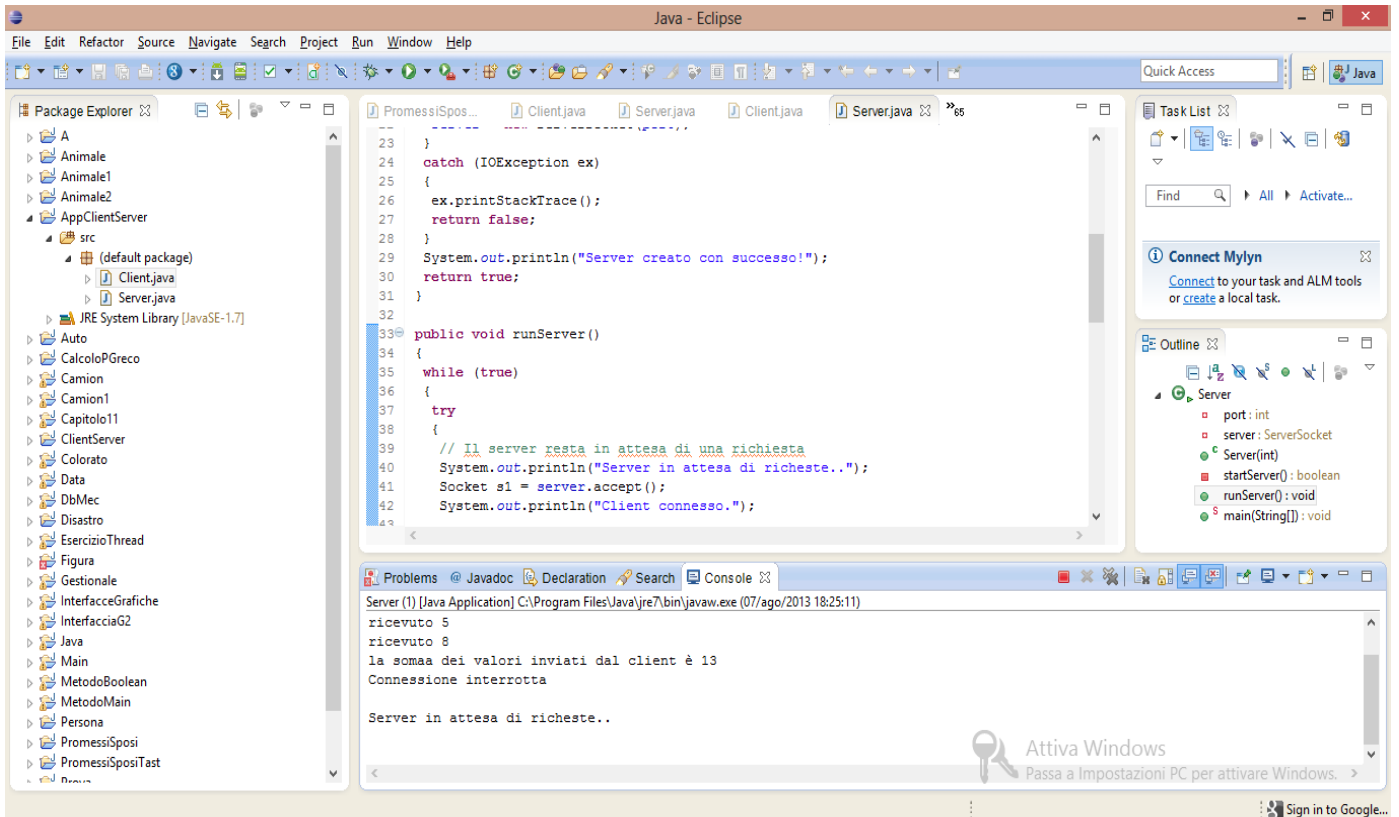 Java - Eclipse
File Edit Refactor Source Navigate Search Project Run Window Help
Quick Access
Java
Package Explorer
A
Animale
Animale1
Animale2
AppClientServer
src
(default package)
Client.java
Server.java
JRE System Library [JavaSE-1.7]
Auto
CalcoloPGreco
Camion
Camion1
Capitolo11
ClientServer
Colorato
Data
DbMec
Disastro
EsercizioThread
Figura
Gestionale
InterfacceGrafiche
InterfacciaG2
Java
Main
MetodoBoolean
MetodoMain
Persona
PromessiSposi
PromessiSposiTast
Prova
PromessiSpos... Client.java Server.java Client.java Server.java »65
23 }
24 catch (IOException ex)
25 {
26 ex.printStackTrace();
27 return false;
28 }
29 System.out.println("Server creato con successo!");
30 return true;
31 }
32
33 public void runServer()
34 {
35 while (true)
36 {
37 try
38 {
39 // Il server resta in attesa di una richiesta
40 System.out.println("Server in attesa di richeste..");
41 Socket s1 = server.accept();
42 System.out.println("Client connesso.");
43
Problems @ Javadoc Declaration Search Console
Server (1) [Java Application] C:\Program Files\Java\jre7\bin\javaw.exe (07/ago/2013 18:25:11)
ricevuto 5
ricevuto 8
la somaa dei valori inviati dal client è 13
Connessione interrotta
Server in attesa di richeste..
Task List
Find All Activate...
Connect Mylyn
Connect to your task and ALM tools
or create a local task.
Outline
Server
port : int
server : ServerSocket
Server(int)
startServer() : boolean
runServer() : void
main(String[]) : void
Attiva Windows
Passa a Impostazioni PC per attivare Windows.
Sign in to Google...